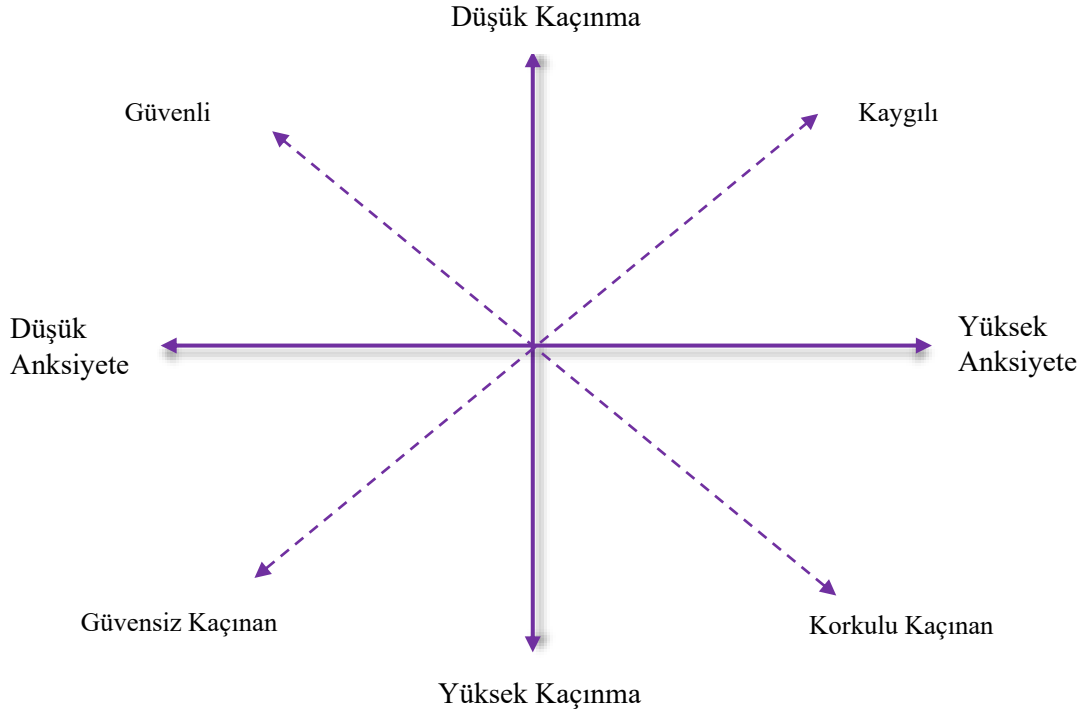 Düşük Kaçınma
Güvenli
Kaygılı
Düşük
Anksiyete
Yüksek
Anksiyete
Güvensiz Kaçınan
Korkulu Kaçınan
Yüksek Kaçınma